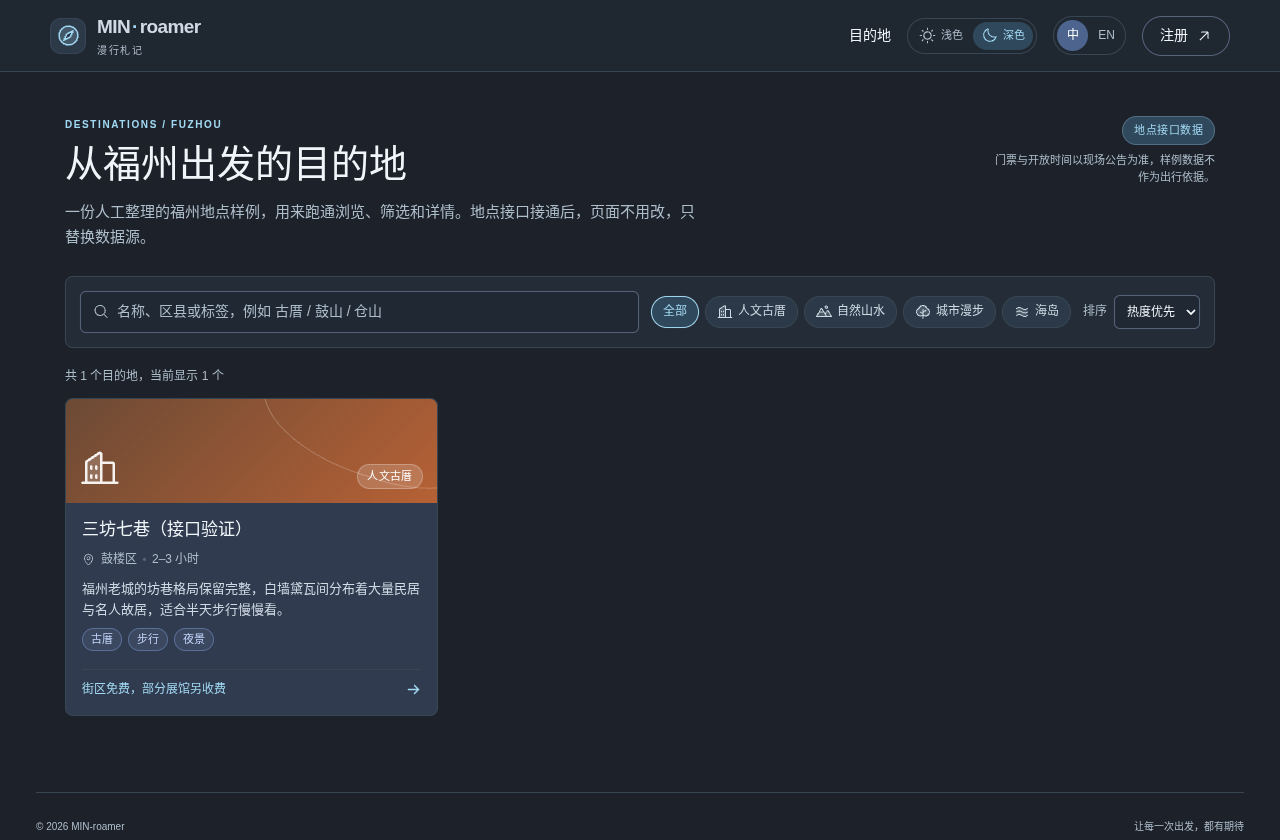 MIN·roamer
漫行札记
目的地
浅色
深色
中
EN
注册
DESTINATIONS / FUZHOU
从福州出发的目的地
一份人工整理的福州地点样例，用来跑通浏览、筛选和详情。地点接口接通后，页面不用改，只
替换数据源。
地点接口数据
门票与开放时间以现场公告为准，样例数据不
作为出行依据。
名称、区县或标签，例如 古厝 / 鼓山 / 仓山
全部
人文古厝
自然山水
城市漫步
海岛
排序
热度优先
共 1 个目的地，当前显示 1 个
人文古厝
三坊七巷（接口验证）
鼓楼区 • 2–3 小时
福州老城的坊巷格局保留完整，白墙黛瓦间分布着大量民居
与名人故居，适合半天步行慢慢看。
古厝
步行
夜景
街区免费，部分展馆另收费
© 2026 MIN-roamer
让每一次出发，都有期待